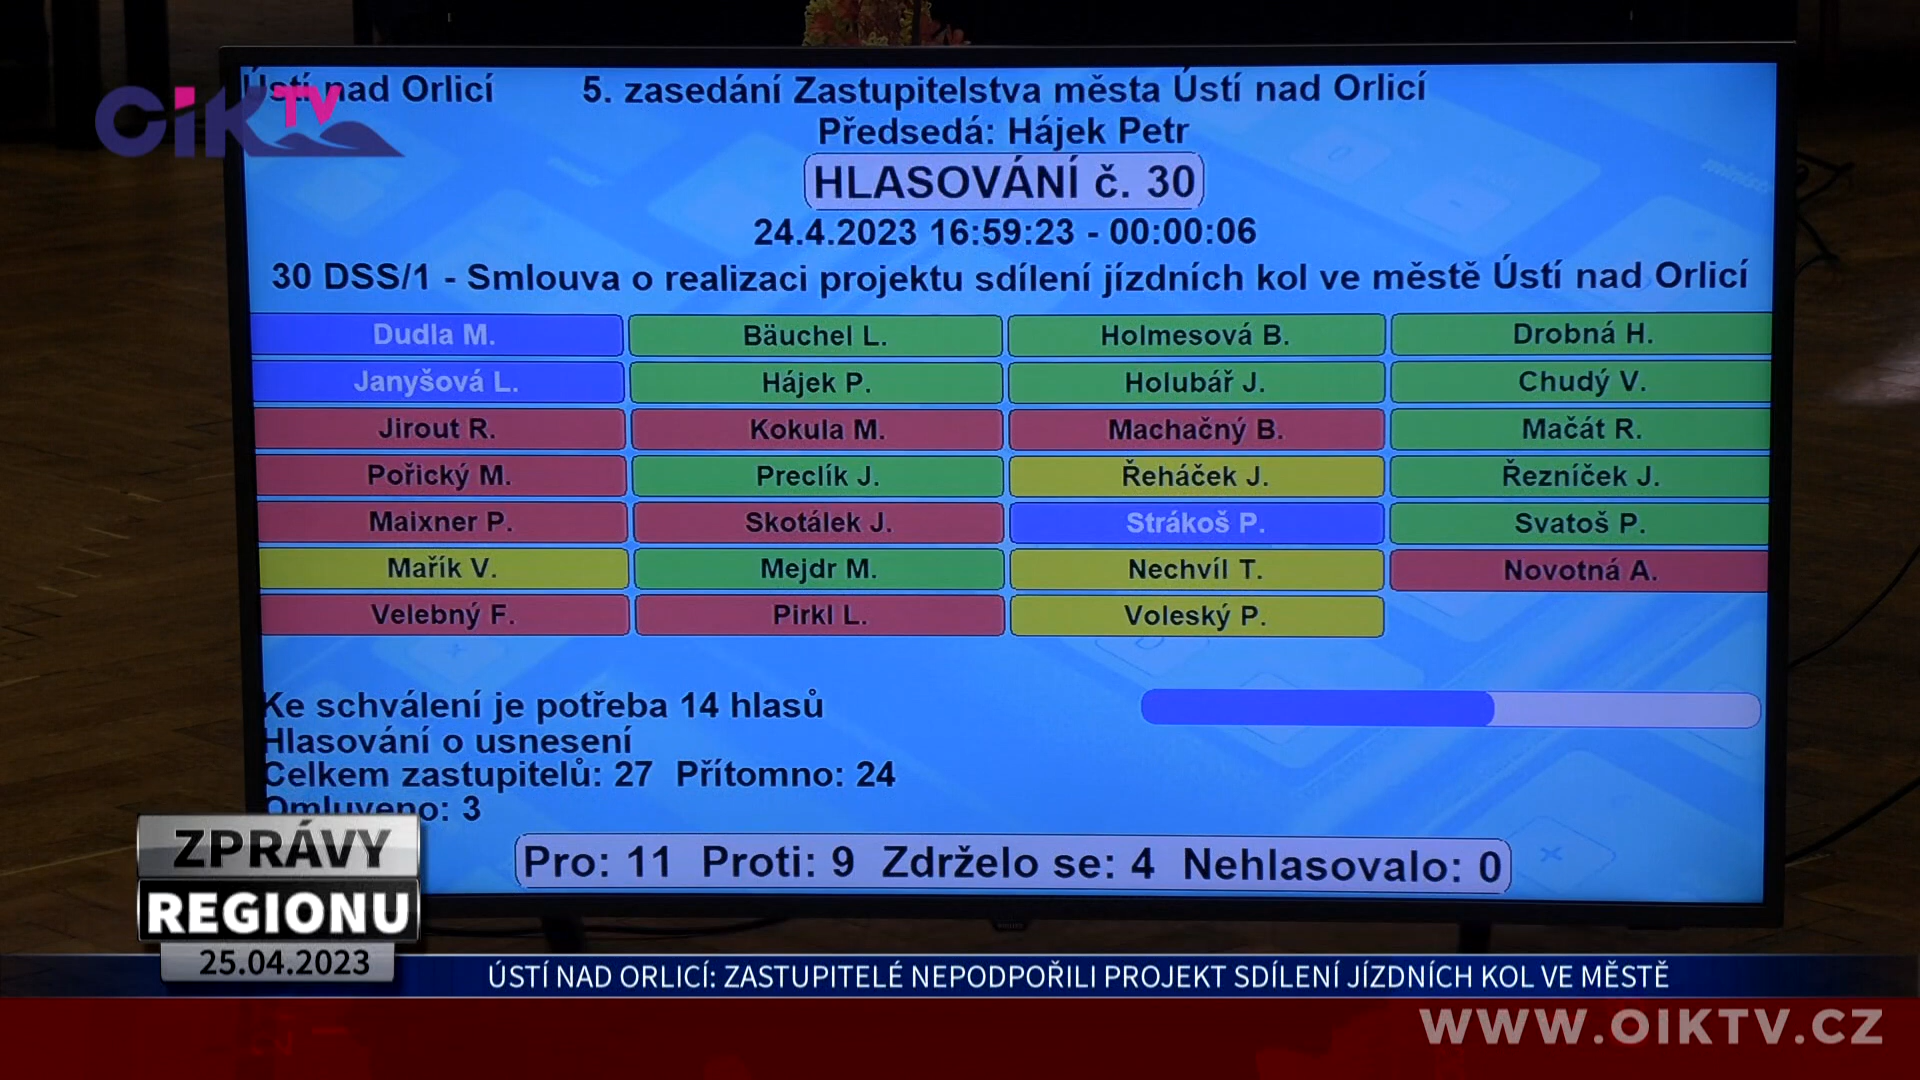 Ústí nad Orlicí 5. zasedání Zastupitelstva města Ústí nad Orlicí
OIK TV
Předsedá: Hájek Petr
HLASOVÁNÍ č. 30
24.4.2023 16:59:23 - 00:00:06
30 DSS/1 - Smlouva o realizaci projektu sdílení jízdních kol ve městě Ústí nad Orlicí
Dudla M. Bäuchel L. Holmesová B. Drobná H.
Janyšová L. Hájek P. Holubář J. Chudý V.
Jirout R. Kokula M. Machačný B. Mačát R.
Pořický M. Preclík J. Řeháček J. Řezníček J.
Maixner P. Skotálek J. Strákoš P. Svatoš P.
Mařík V. Mejdr M. Nechvíl T. Novotná A.
Velebný F. Pirkl L. Voleský P.
Ke schválení je potřeba 14 hlasů
Hlasování o usnesení
Celkem zastupitelů: 27 Přítomno: 24
Omluveno: 3
Pro: 11 Proti: 9 Zdrželo se: 4 Nehlasovalo: 0
ZPRÁVY
REGIONU
25.04.2023
ÚSTÍ NAD ORLICÍ: ZASTUPITELÉ NEPODPOŘILI PROJEKT SDÍLENÍ JÍZDNÍCH KOL VE MĚSTĚ
WWW.OIKTV.CZ